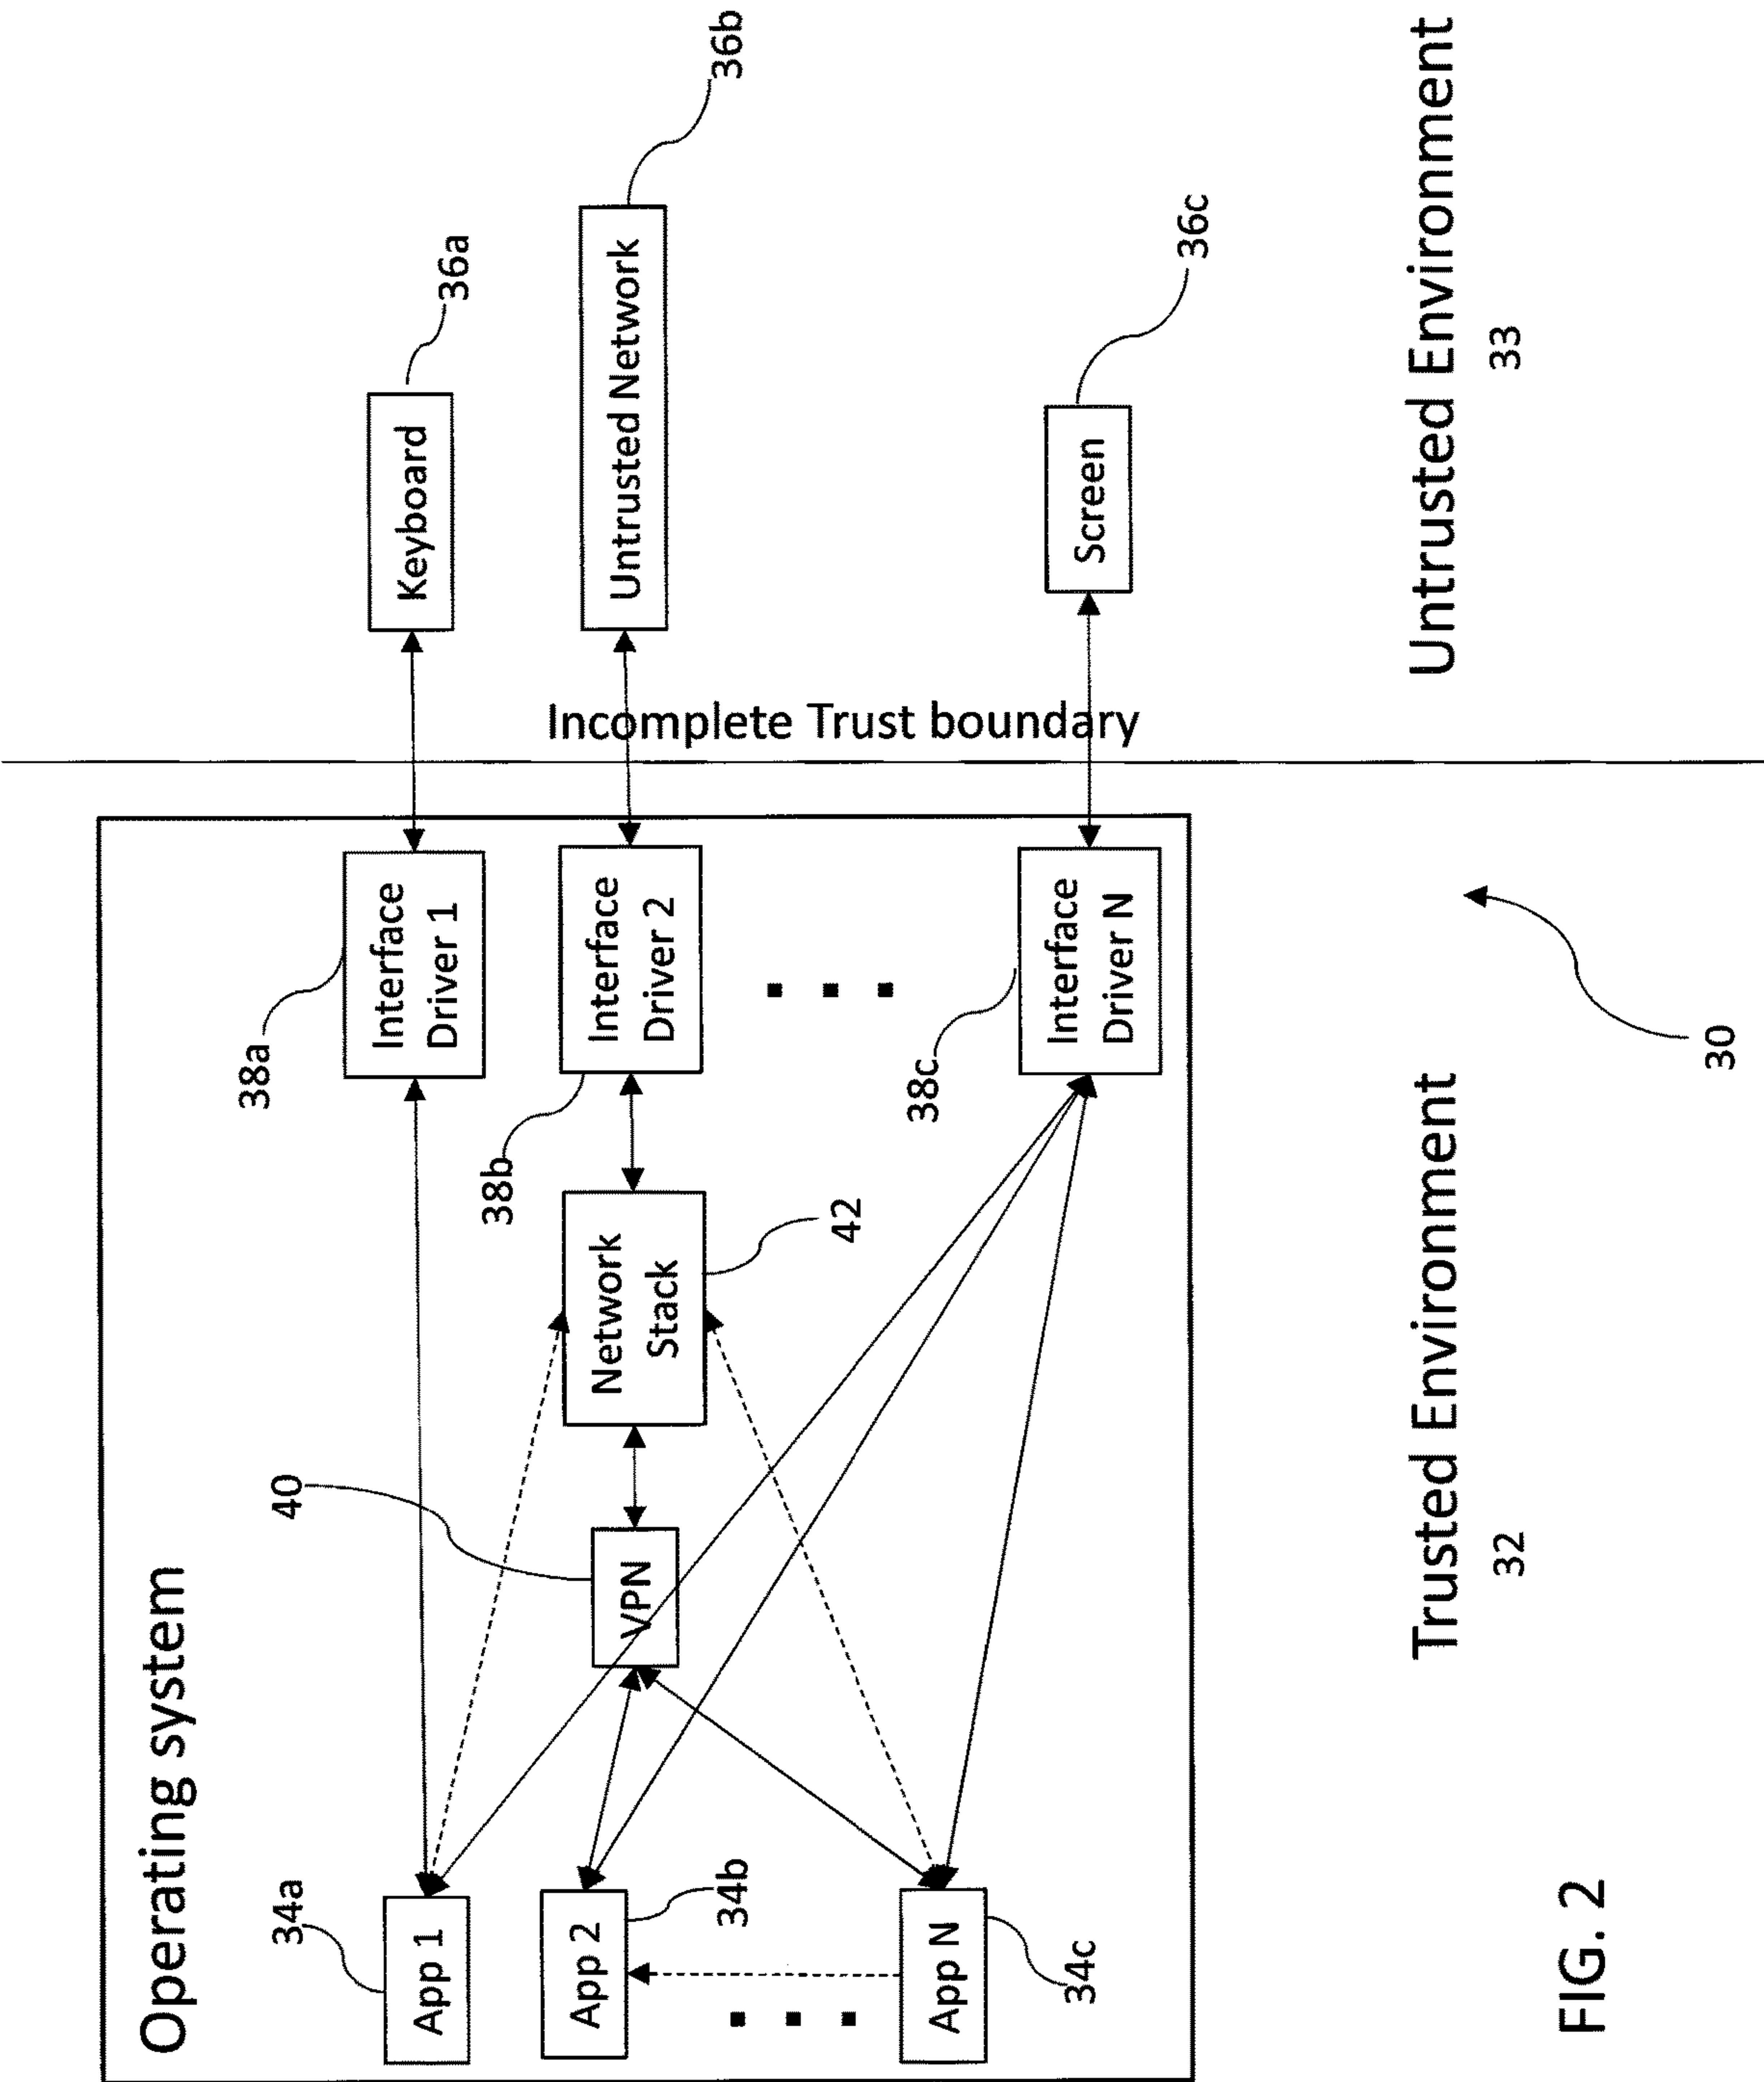 Operating system
34a
App 1
34b
App 2
34c
App N
40
VPN
42
Network
Stack
38a
Interface
Driver 1
38b
Interface
Driver 2
38c
Interface
Driver N
Incomplete Trust boundary
Keyboard
36a
Untrusted Network
36b
Screen
36c
Trusted Environment
32
30
Untrusted Environment
33
FIG. 2